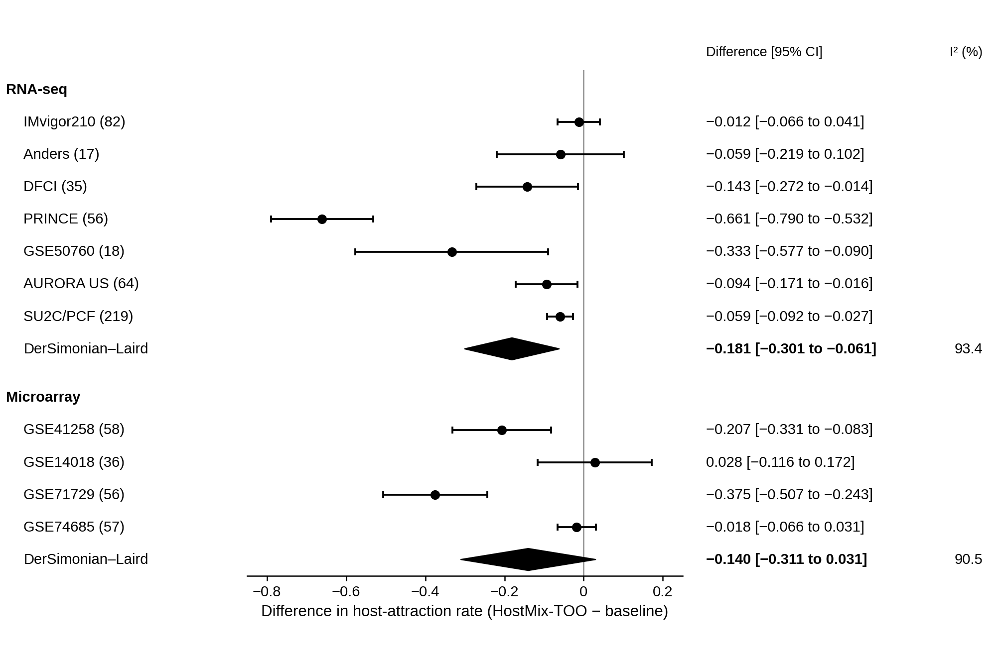 Difference [95% CI] I² (%)
RNA-seq
IMvigor210 (82) −0.012 [−0.066 to 0.041]
Anders (17) −0.059 [−0.219 to 0.102]
DFCI (35) −0.143 [−0.272 to −0.014]
PRINCE (56) −0.661 [−0.790 to −0.532]
GSE50760 (18) −0.333 [−0.577 to −0.090]
AURORA US (64) −0.094 [−0.171 to −0.016]
SU2C/PCF (219) −0.059 [−0.092 to −0.027]
DerSimonian–Laird −0.181 [−0.301 to −0.061] 93.4
Microarray
GSE41258 (58) −0.207 [−0.331 to −0.083]
GSE14018 (36) 0.028 [−0.116 to 0.172]
GSE71729 (56) −0.375 [−0.507 to −0.243]
GSE74685 (57) −0.018 [−0.066 to 0.031]
DerSimonian–Laird −0.140 [−0.311 to 0.031] 90.5
−0.8 −0.6 −0.4 −0.2 0 0.2
Difference in host-attraction rate (HostMix-TOO − baseline)